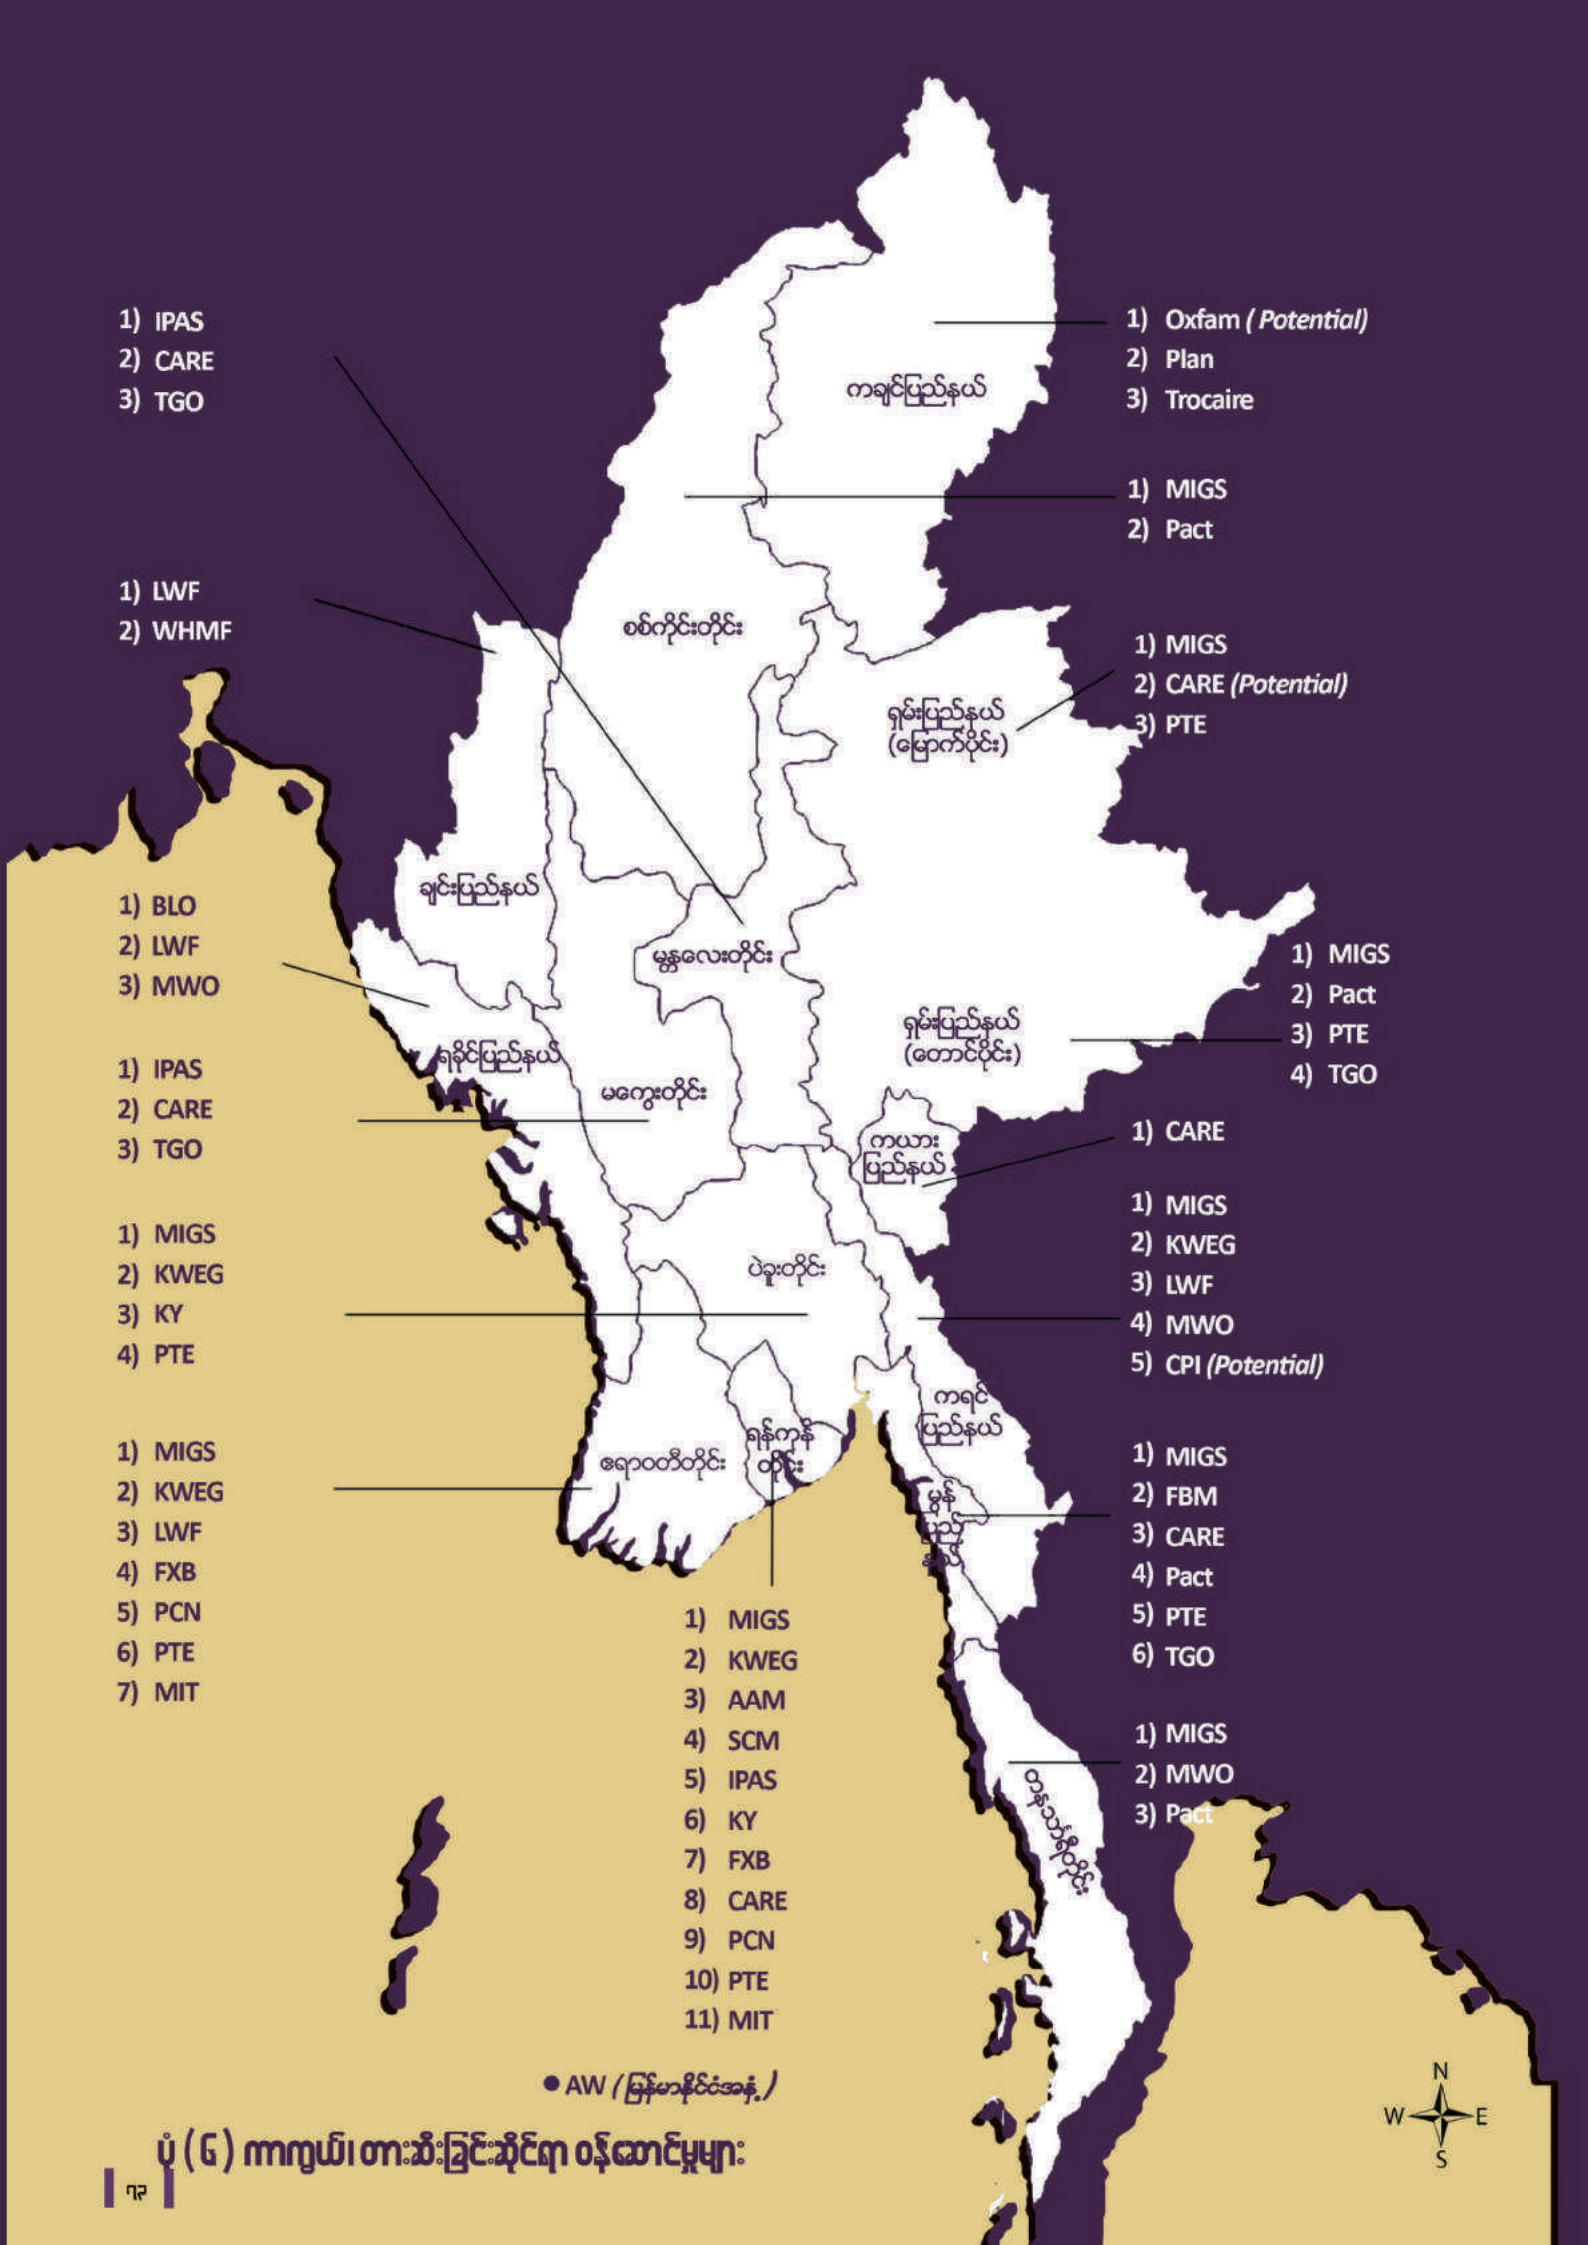 1) IPAS
2) CARE
3) TGO
1) Oxfam ( Potential)
2) Plan
3) Trocaire
ကချင်ပြည်နယ်
1) MIGS
2) Pact
1) LWF
2) WHMF
စစ်ကိုင်းတိုင်း
1) MIGS
2) CARE (Potential)
3) PTE
ရှမ်းပြည်နယ်
(မြောက်ပိုင်း)
ချင်းပြည်နယ်
1) BLO
2) LWF
3) MWO
မန္တလေးတိုင်း
1) MIGS
2) Pact
3) PTE
4) TGO
ရှမ်းပြည်နယ်
(တောင်ပိုင်း)
ရခိုင်ပြည်နယ်
1) IPAS
2) CARE
3) TGO
မကွေးတိုင်း
ကယား
ပြည်နယ်
1) CARE
1) MIGS
2) KWEG
3) LWF
4) MWO
5) CPI (Potential)
1) MIGS
2) KWEG
3) KY
4) PTE
ပဲခူးတိုင်း
ကရင်
ပြည်နယ်
1) MIGS
2) KWEG
3) LWF
4) FXB
5) PCN
6) PTE
7) MIT
ဧရာဝတီတိုင်း
ရန်ကုန်
တိုင်း
မွန်
ပြည်
နယ်
1) MIGS
2) FBM
3) CARE
4) Pact
5) PTE
6) TGO
1) MIGS
2) KWEG
3) AAM
4) SCM
5) IPAS
6) KY
7) FXB
8) CARE
9) PCN
10) PTE
11) MIT
1) MIGS
2) MWO
3) Pact
တနင်္သာရီတိုင်း
● AW ( မြန်မာနိုင်ငံအနှံ့ )
N
W E
S
ပုံ ( ၆ ) ကာကွယ်၊ တားဆီးခြင်းဆိုင်ရာ ဝန်ဆောင်မှုများ
၇၃